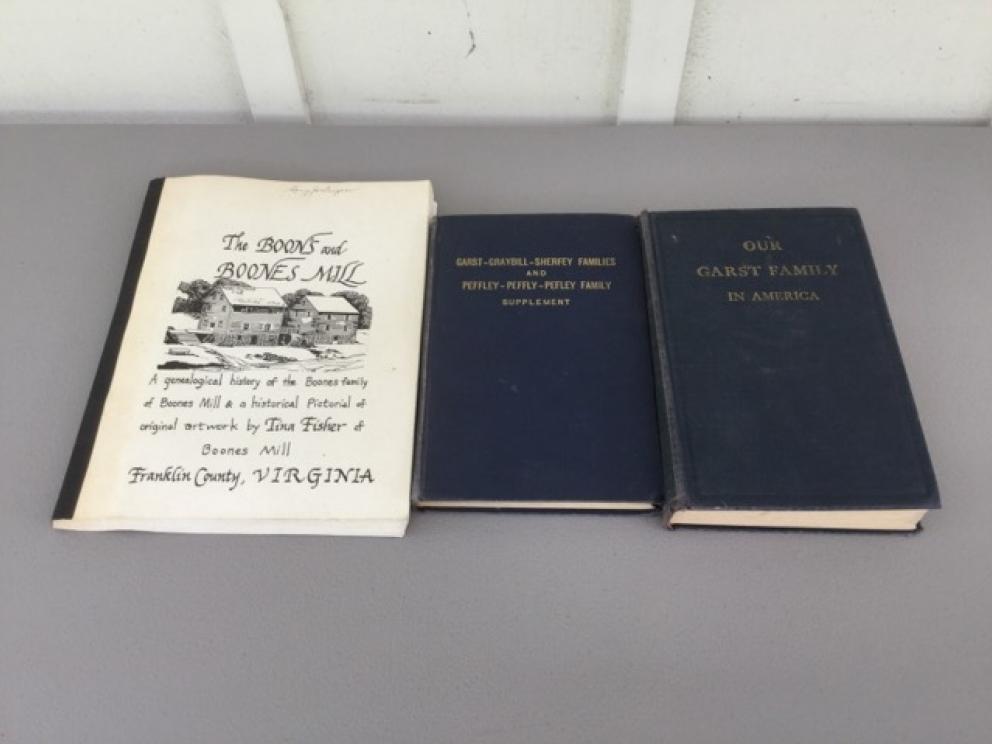 The BOONS and
BOONES MILL
A genealogical history of the Boones family
of Boones Mill & a historical Pictorial of
original artwork by Tina Fisher of
Boones Mill
Franklin County, VIRGINIA
GARST-GRAYBILL-SHERFEY FAMILIES
AND
PEFFLEY-PEFFLY-PEFLEY FAMILY
SUPPLEMENT
OUR
GARST FAMILY
IN AMERICA